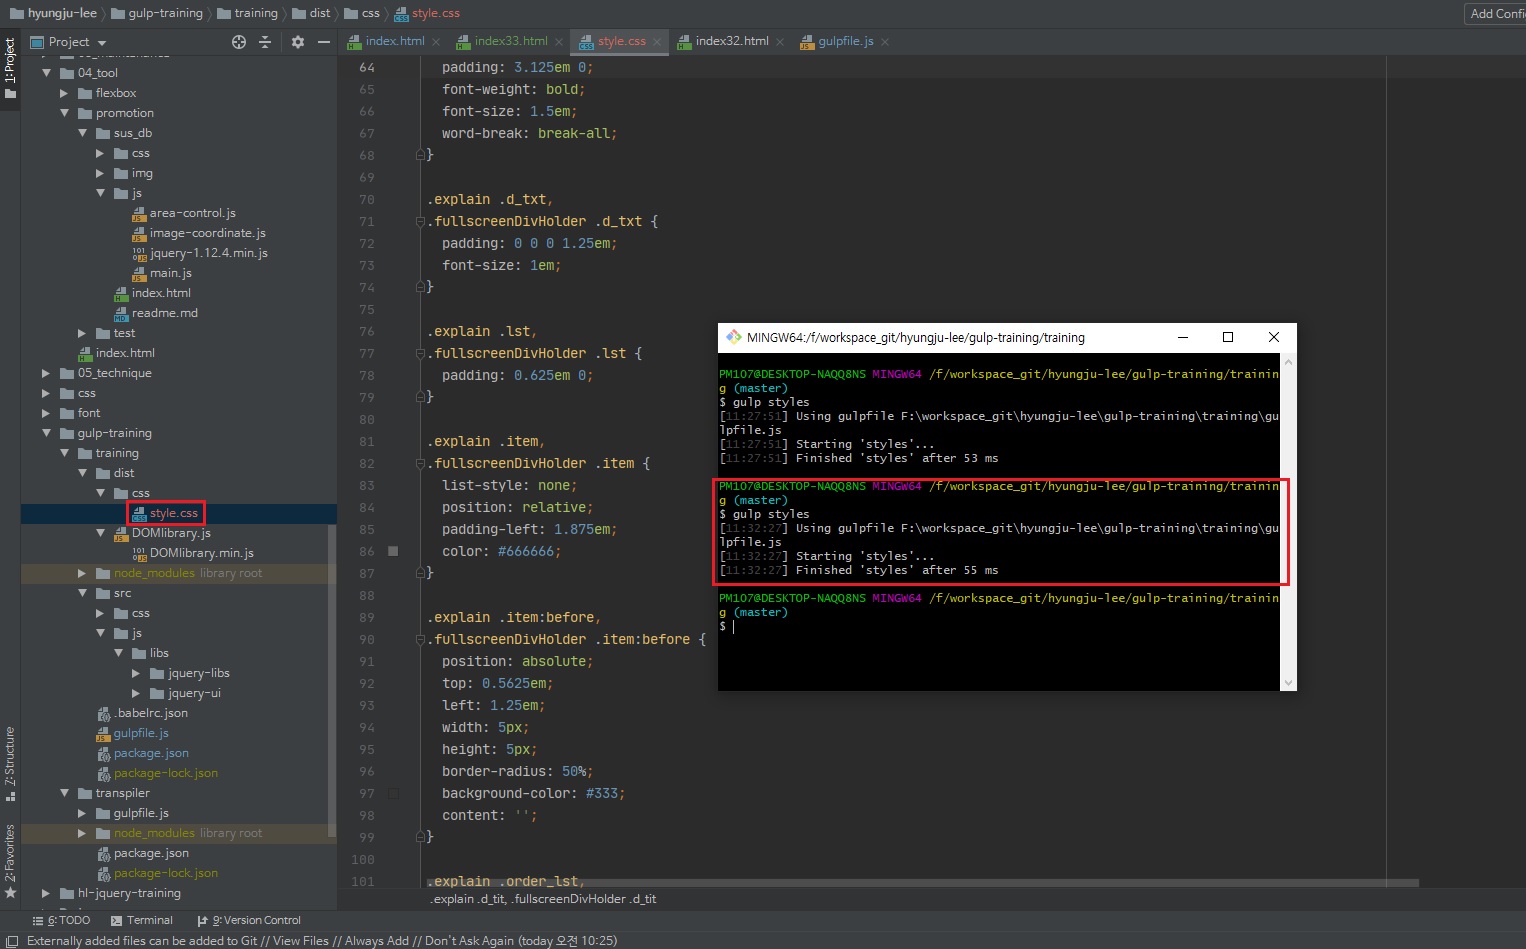 hyungju-lee
gulp-training
training
dist
css
style.css
Add Confi
1: Project
Project
index.html
index33.html
style.css
index32.html
gulpfile.js
04_tool
flexbox
promotion
sus_db
css
img
js
area-control.js
image-coordinate.js
jquery-1.12.4.min.js
main.js
index.html
readme.md
test
index.html
05_technique
css
font
gulp-training
training
dist
css
style.css
DOMlibrary.js
DOMlibrary.min.js
node_modules library root
src
css
js
libs
jquery-libs
jquery-ui
.babelrc.json
gulpfile.js
package.json
package-lock.json
transpiler
gulpfile.js
node_modules library root
package.json
package-lock.json
hl-jquery-training
7: Structure
2: Favorites
64 padding: 3.125em 0;
65 font-weight: bold;
66 font-size: 1.5em;
67 word-break: break-all;
68 }
69
70 .explain .d_txt,
71 .fullscreenDivHolder .d_txt {
72 padding: 0 0 0 1.25em;
73 font-size: 1em;
74 }
75
76 .explain .lst,
77 .fullscreenDivHolder .lst {
78 padding: 0.625em 0;
79 }
80
81 .explain .item,
82 .fullscreenDivHolder .item {
83 list-style: none;
84 position: relative;
85 padding-left: 1.875em;
86 color: #666666;
87 }
88
89 .explain .item:before,
90 .fullscreenDivHolder .item:before {
91 position: absolute;
92 top: 0.5625em;
93 left: 1.25em;
94 width: 5px;
95 height: 5px;
96 border-radius: 50%;
97 background-color: #333;
98 content: '';
99 }
100
101 .explain .order_lst,
.explain .d_tit, .fullscreenDivHolder .d_tit
MINGW64:/f/workspace_git/hyungju-lee/gulp-training/training
PM107@DESKTOP-NAQQ8NS MINGW64 /f/workspace_git/hyungju-lee/gulp-training/trainin
g (master)
$ gulp styles
[11:27:51] Using gulpfile F:\workspace_git\hyungju-lee\gulp-training\training\gu
lpfile.js
[11:27:51] Starting 'styles'...
[11:27:51] Finished 'styles' after 53 ms
PM107@DESKTOP-NAQQ8NS MINGW64 /f/workspace_git/hyungju-lee/gulp-training/trainin
g (master)
$ gulp styles
[11:32:27] Using gulpfile F:\workspace_git\hyungju-lee\gulp-training\training\gu
lpfile.js
[11:32:27] Starting 'styles'...
[11:32:27] Finished 'styles' after 55 ms
PM107@DESKTOP-NAQQ8NS MINGW64 /f/workspace_git/hyungju-lee/gulp-training/trainin
g (master)
$
6: TODO
Terminal
9: Version Control
Externally added files can be added to Git // View Files // Always Add // Don't Ask Again (today 오전 10:25)